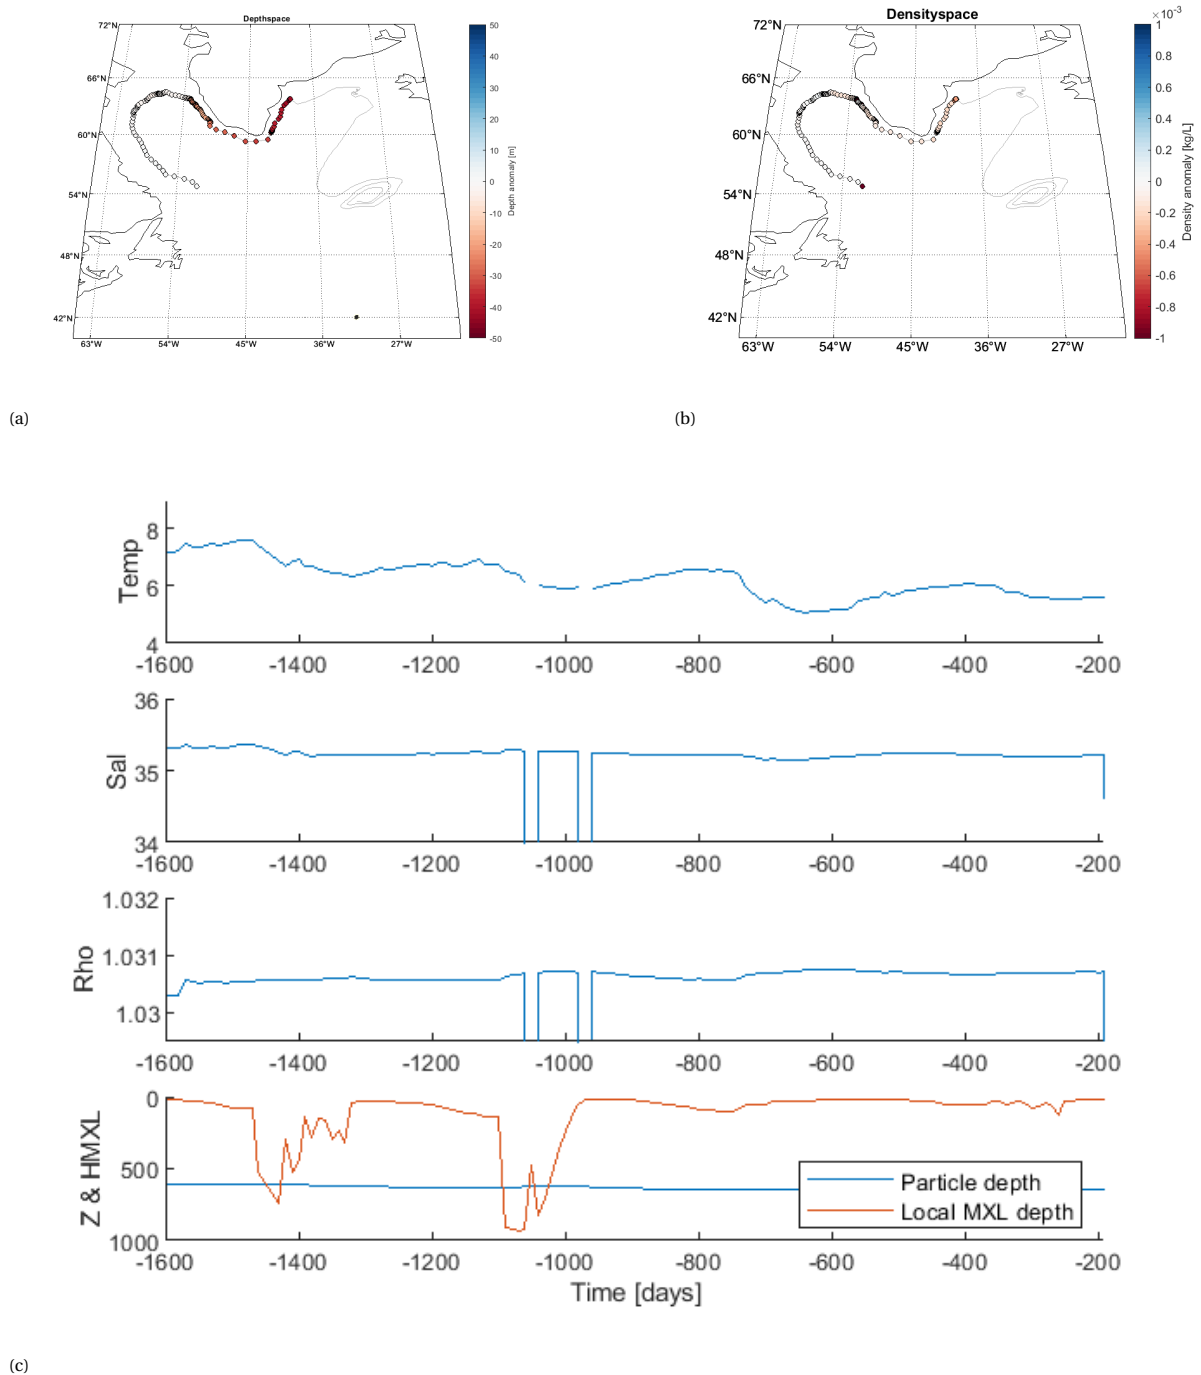 Depthspace
72°N
66°N
60°N
54°N
48°N
42°N
63°W 54°W 45°W 36°W 27°W
50
40
30
20
10
0
-10
-20
-30
-40
-50
Depth anomaly [m]
(a)
Densityspace
72°N
66°N
60°N
54°N
48°N
42°N
63°W 54°W 45°W 36°W 27°W
×10⁻³
1
0.8
0.6
0.4
0.2
0
-0.2
-0.4
-0.6
-0.8
-1
Density anomaly [kg/L]
(b)
Temp
8
6
4
-1600 -1400 -1200 -1000 -800 -600 -400 -200
Sal
36
35
34
-1600 -1400 -1200 -1000 -800 -600 -400 -200
Rho
1.032
1.031
1.03
-1600 -1400 -1200 -1000 -800 -600 -400 -200
Z & HMXL
0
500
1000
Particle depth
Local MXL depth
-1600 -1400 -1200 -1000 -800 -600 -400 -200
Time [days]
(c)